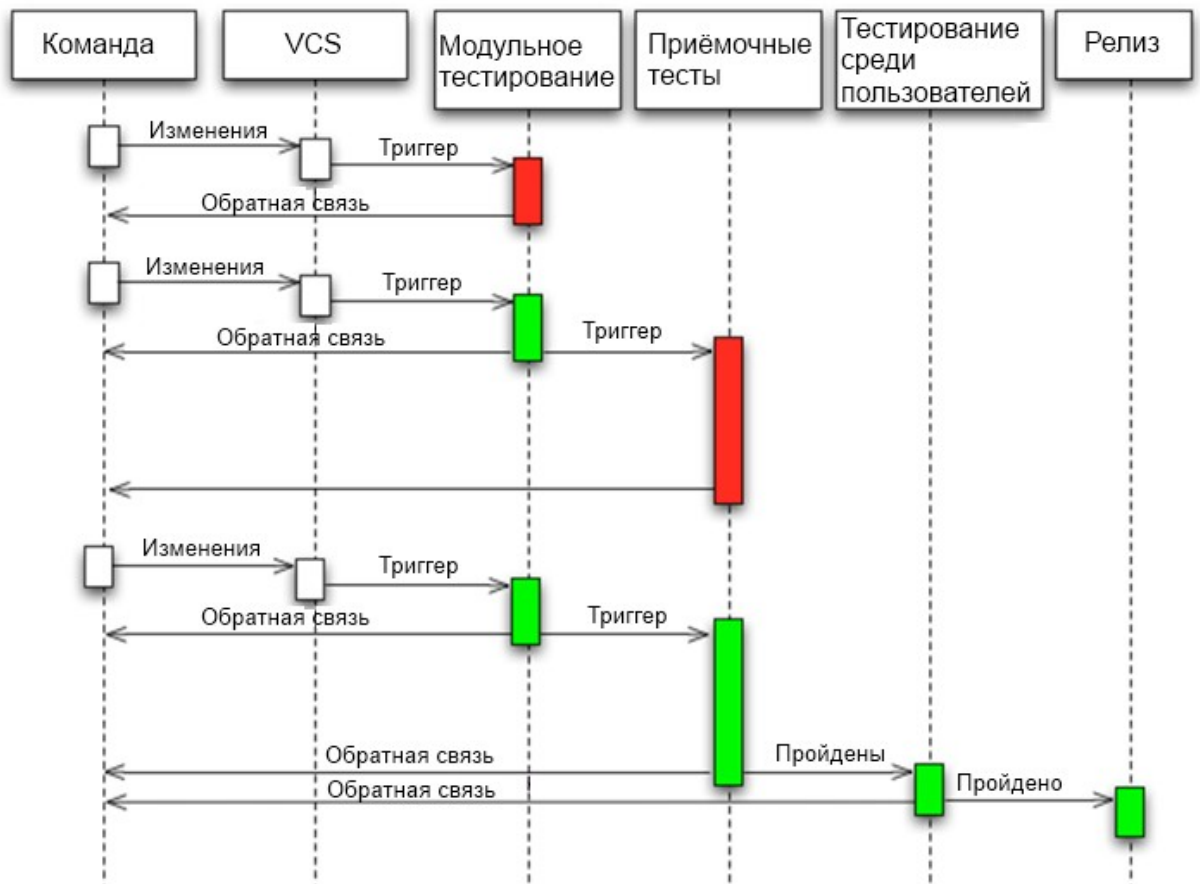 Команда
VCS
Модульное
тестирование
Приёмочные
тесты
Тестирование
среди
пользователей
Релиз
Изменения
Триггер
Обратная связь
Изменения
Триггер
Обратная связь
Триггер
Изменения
Триггер
Обратная связь
Триггер
Обратная связь
Пройдены
Обратная связь
Пройдено